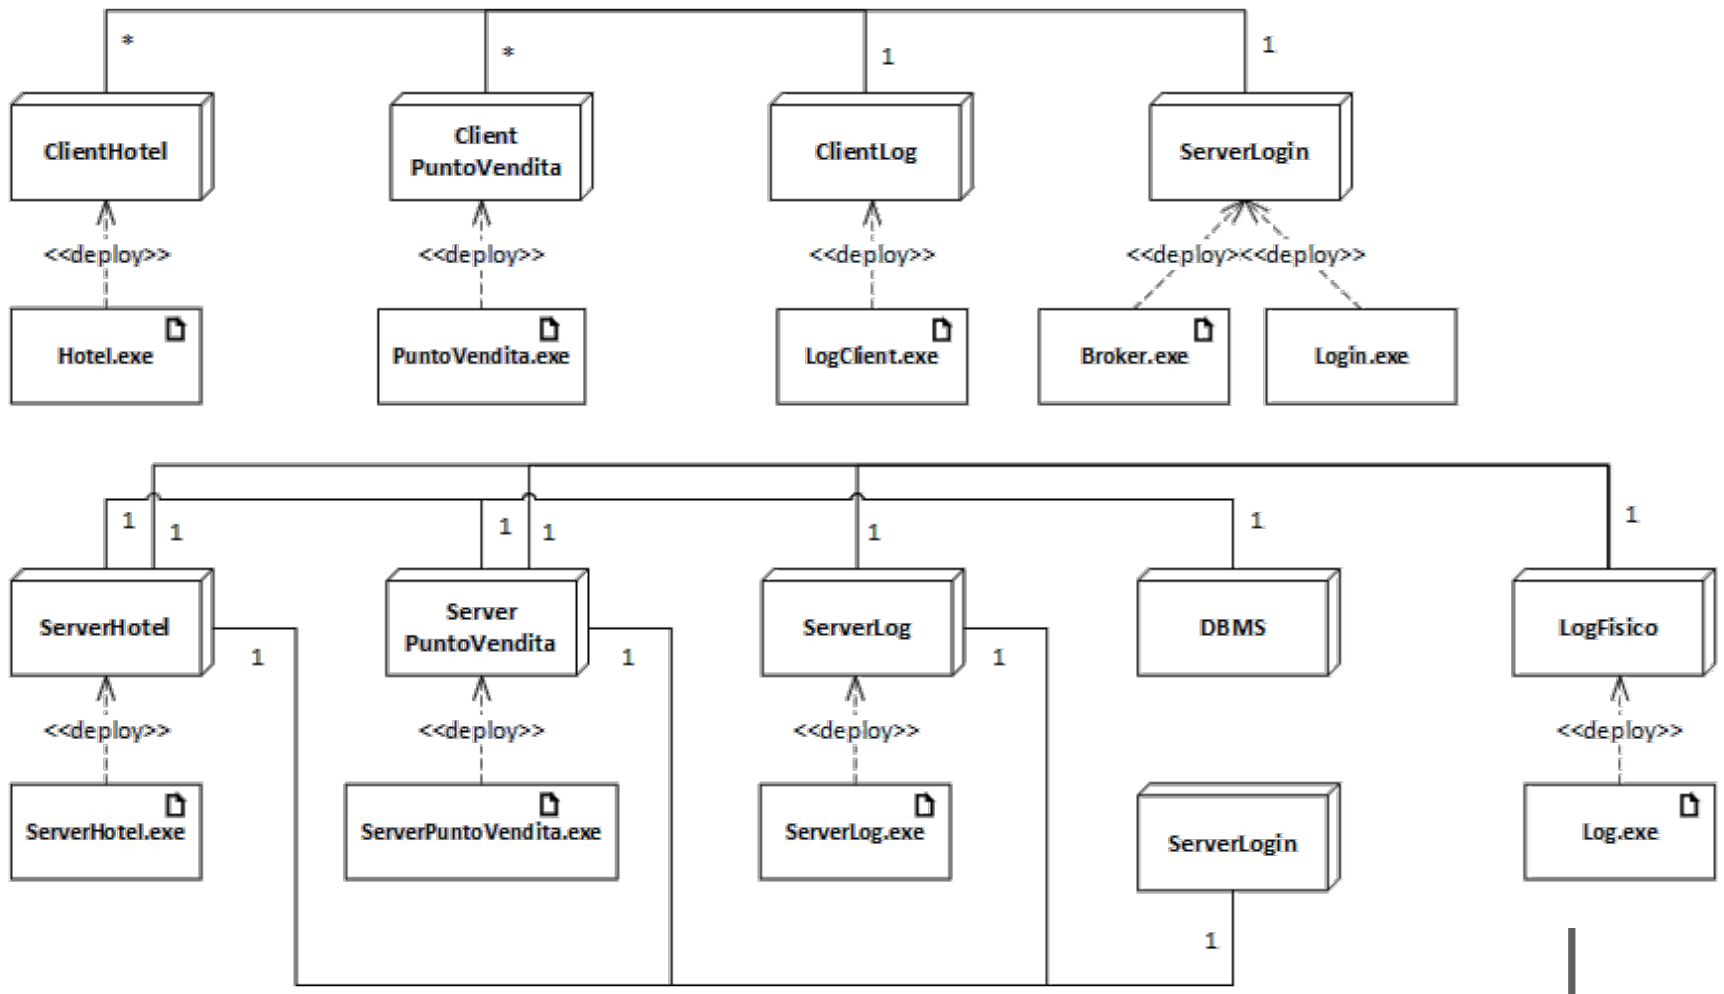 * * 1 1
ClientHotel
Client
PuntoVendita
ClientLog
ServerLogin
<<deploy>>
<<deploy>>
<<deploy>>
<<deploy>>
<<deploy>>
Hotel.exe
PuntoVendita.exe
LogClient.exe
Broker.exe
Login.exe
1 1 1 1 1 1 1
ServerHotel
Server
PuntoVendita
ServerLog
DBMS
LogFisico
1 1 1
<<deploy>>
<<deploy>>
<<deploy>>
<<deploy>>
ServerHotel.exe
ServerPuntoVendita.exe
ServerLog.exe
ServerLogin
Log.exe
1